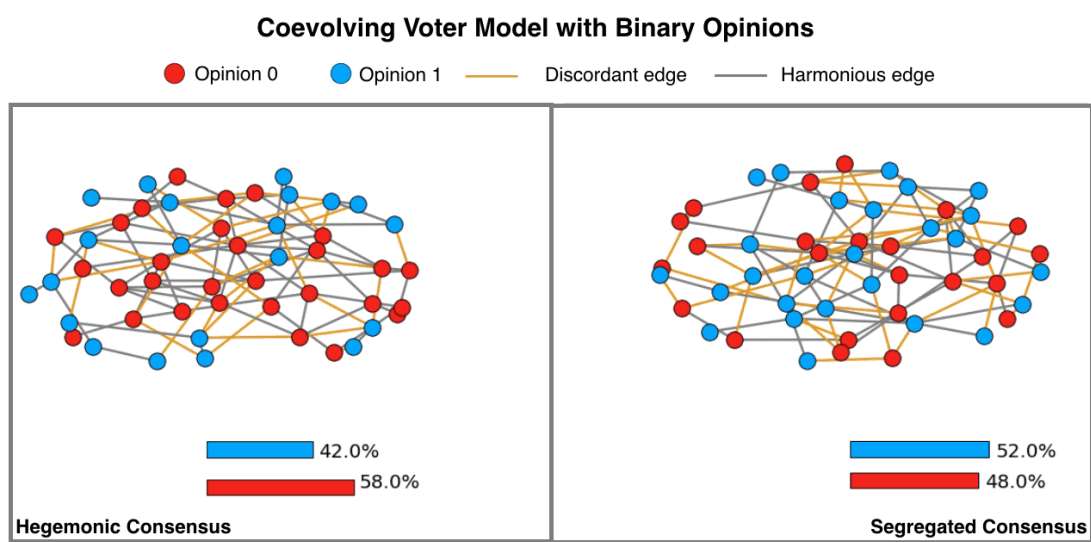 Coevolving Voter Model with Binary Opinions
Opinion 0 Opinion 1 Discordant edge Harmonious edge
42.0%
58.0%
Hegemonic Consensus
52.0%
48.0%
Segregated Consensus